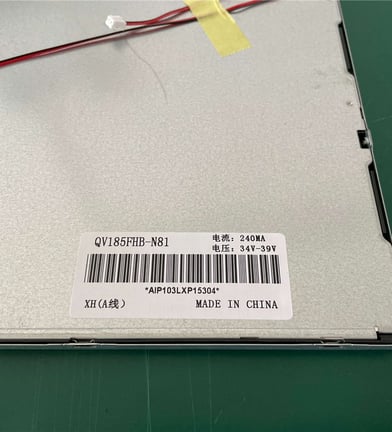 QV185FHB-N81
电流: 240MA
电压: 34V-39V
*AIP103LXP15304*
XH(A线)
MADE IN CHINA